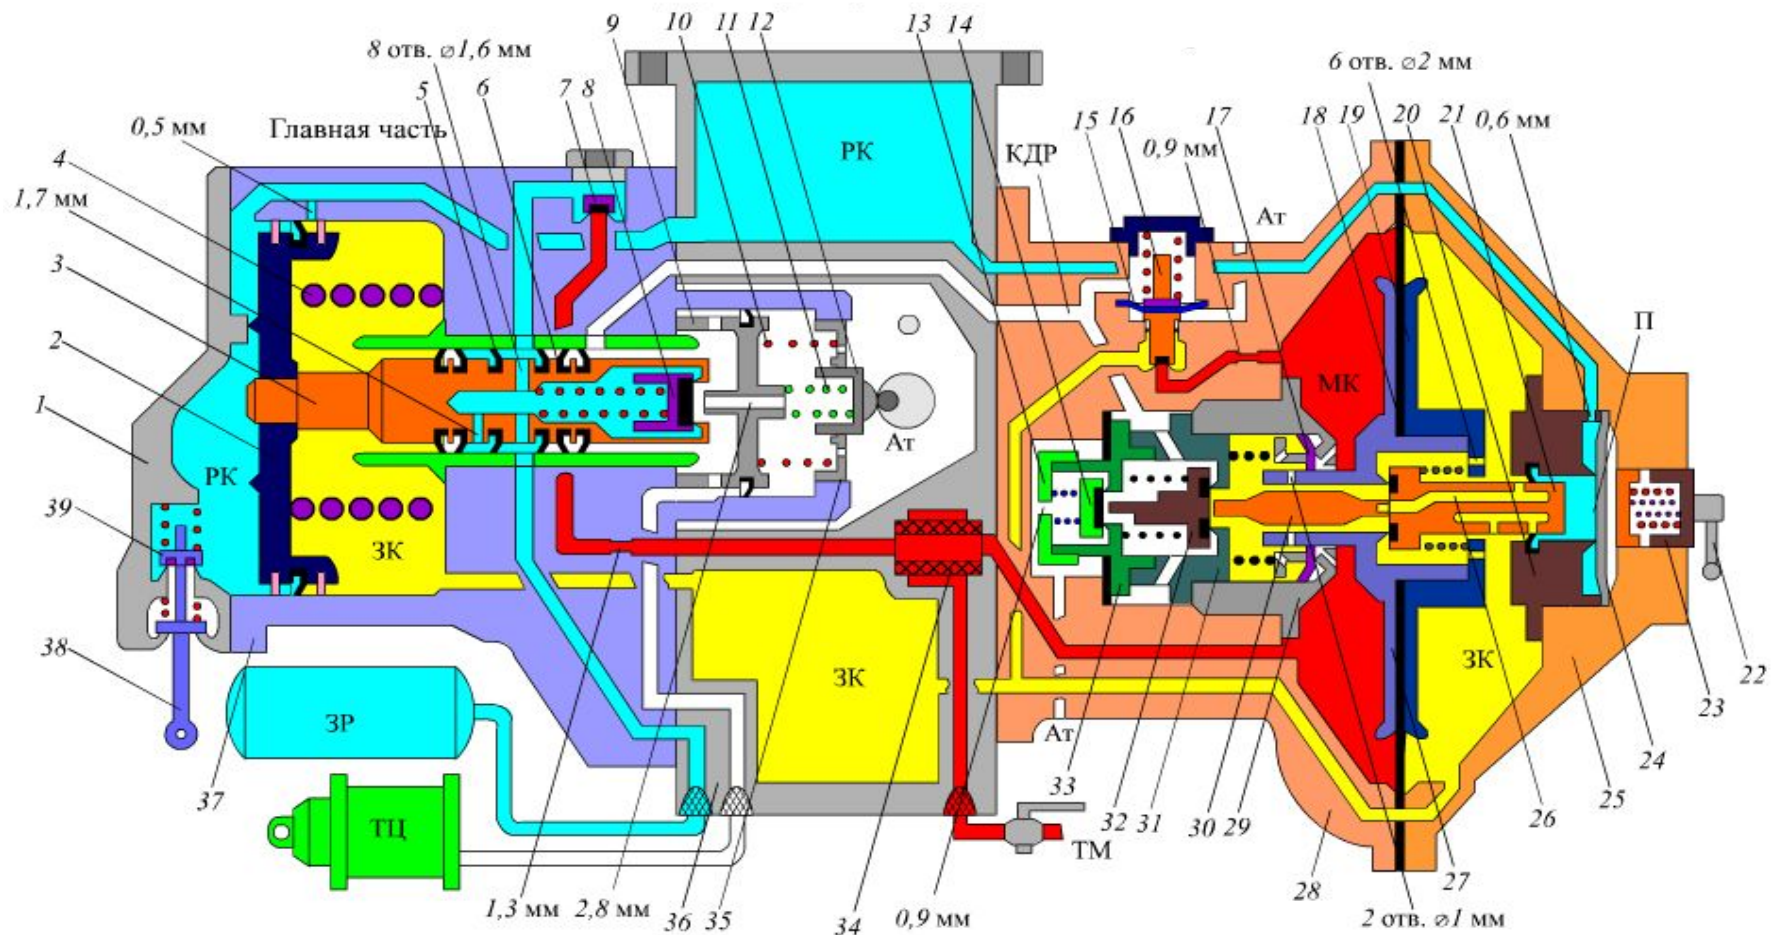 9 10 11 12 13 14
8 отв. ⌀1,6 мм
6 отв. ⌀2 мм
5 6 7 8 15 16 17 18 19 20 21 0,6 мм
0,5 мм Главная часть
КДР 0,9 мм
4 РК
1,7 мм
Ат
3
П
2
МК
1
Ат
РК
39
ЗК
38
ЗК ЗК
22
23
ЗР
Ат
24
37
33
25
ТЦ
32 31 30 29 26
ТМ
28 27
1,3 мм 2,8 мм 36 35 34 0,9 мм 2 отв. ⌀1 мм